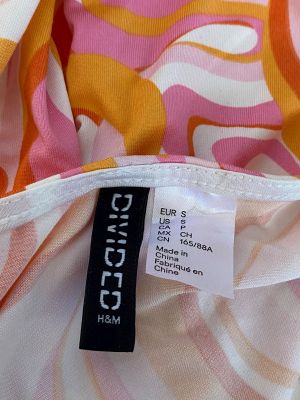 DIVIDED
H&M
EUR S
US S
CA P
MX CH
CN 165/88A
Made in
China
Fabriqué en
Chine